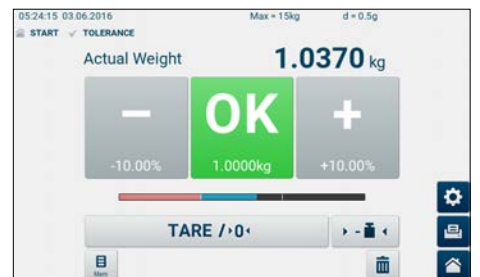 05:24:15 03.06.2016 Max = 15kg d = 0.5g
START TOLERANCE
Actual Weight 1.0370 kg
− OK +
-10.00% 1.0000kg +10.00%
TARE / 0
Mem